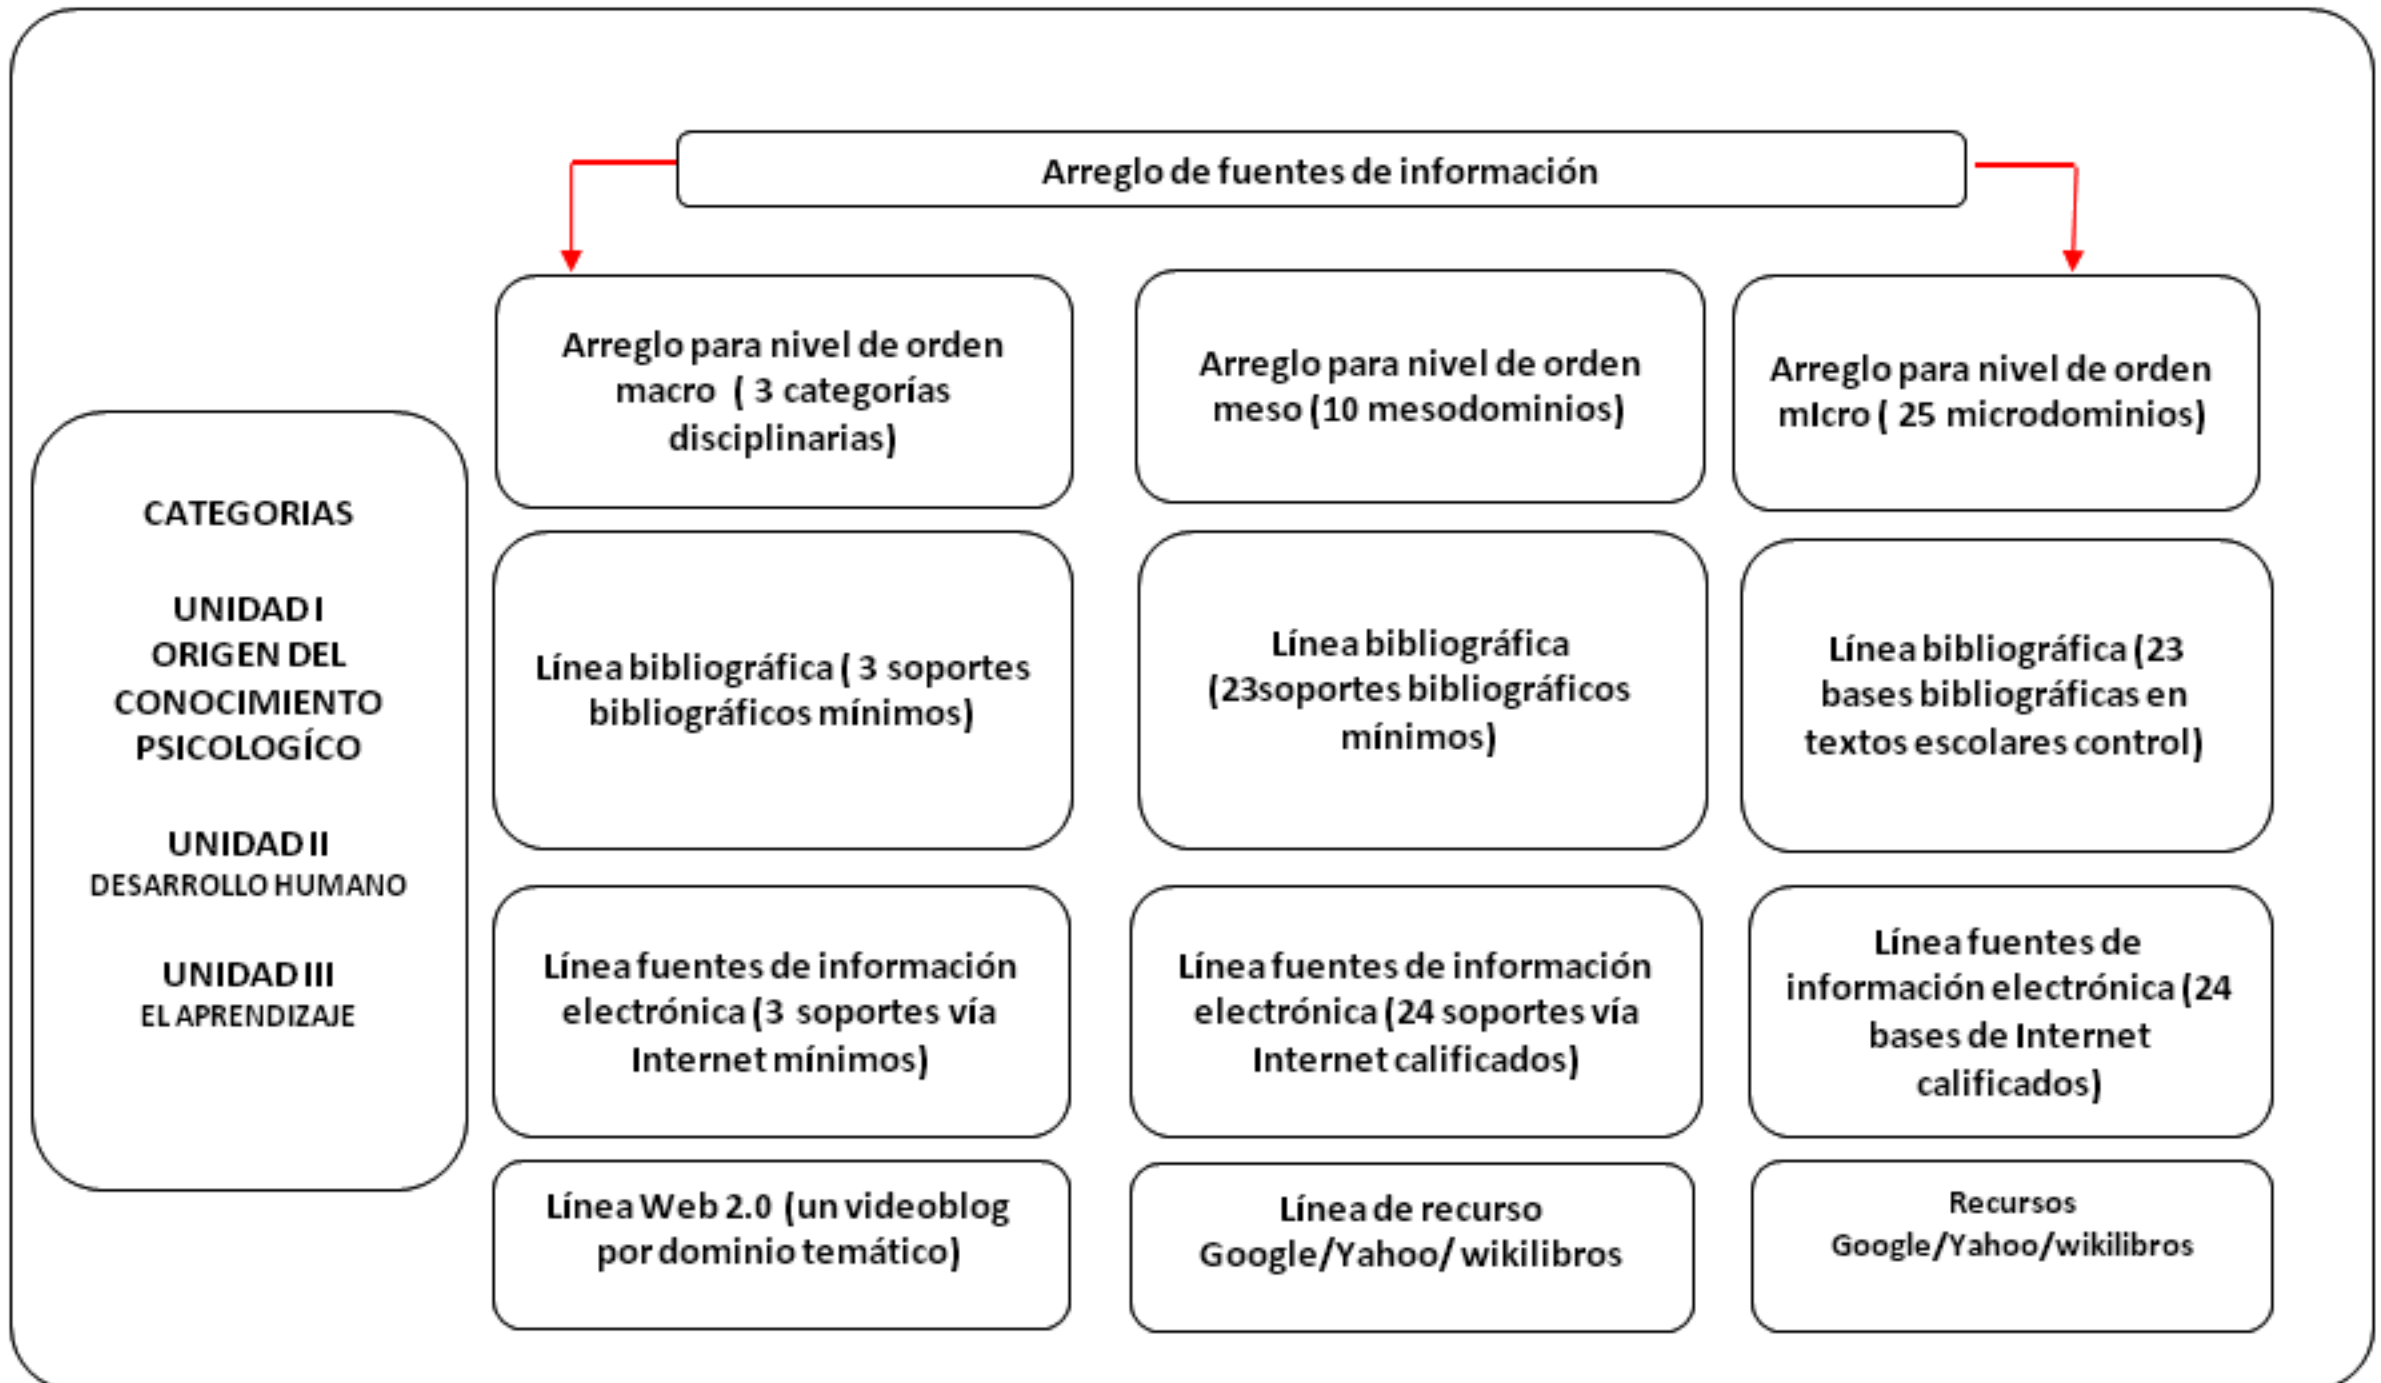 Arreglo de fuentes de información
Arreglo para nivel de orden
macro ( 3 categorías
disciplinarias)
Arreglo para nivel de orden
meso (10 mesodominios)
Arreglo para nivel de orden
mIcro ( 25 microdominios)
CATEGORIAS
UNIDAD I
ORIGEN DEL
CONOCIMIENTO
PSICOLOGÍCO
UNIDAD II
DESARROLLO HUMANO
UNIDAD III
EL APRENDIZAJE
Línea bibliográfica ( 3 soportes
bibliográficos mínimos)
Línea bibliográfica
(23soportes bibliográficos
mínimos)
Línea bibliográfica (23
bases bibliográficas en
textos escolares control)
Línea fuentes de información
electrónica (3 soportes vía
Internet mínimos)
Línea fuentes de información
electrónica (24 soportes vía
Internet calificados)
Línea fuentes de
información electrónica (24
bases de Internet
calificados)
Línea Web 2.0 (un videoblog
por dominio temático)
Línea de recurso
Google/Yahoo/ wikilibros
Recursos
Google/Yahoo/wikilibros